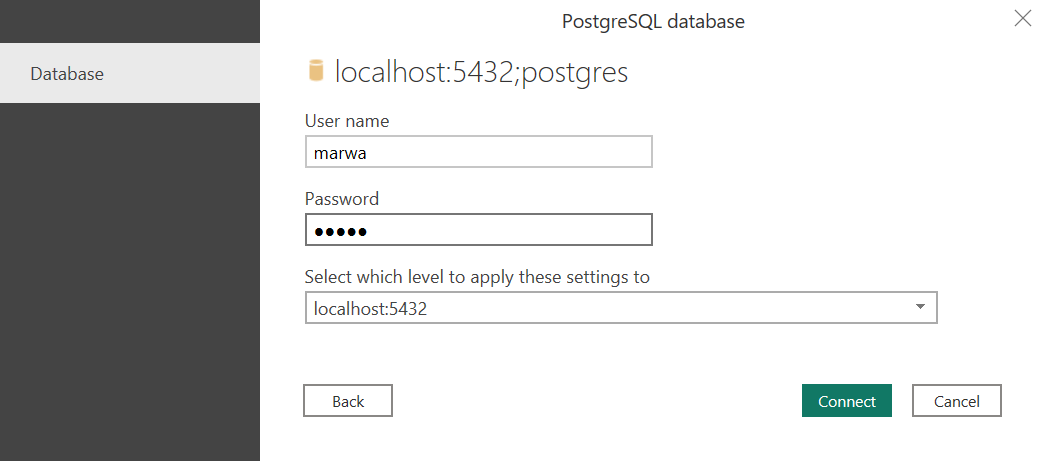 PostgreSQL database
Database
localhost:5432;postgres
User name
marwa
Password
●●●●●
Select which level to apply these settings to
localhost:5432
Back
Connect
Cancel